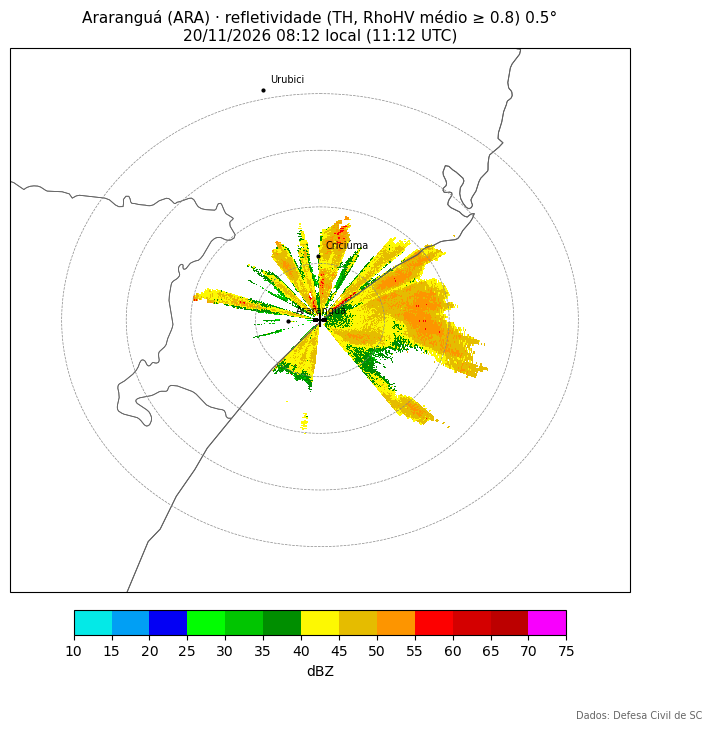 Araranguá (ARA) · refletividade (TH, RhoHV médio ≥ 0.8) 0.5°
20/11/2026 08:12 local (11:12 UTC)
Urubici
Criciúma
Araranguá
10 15 20 25 30 35 40 45 50 55 60 65 70 75
dBZ
Dados: Defesa Civil de SC